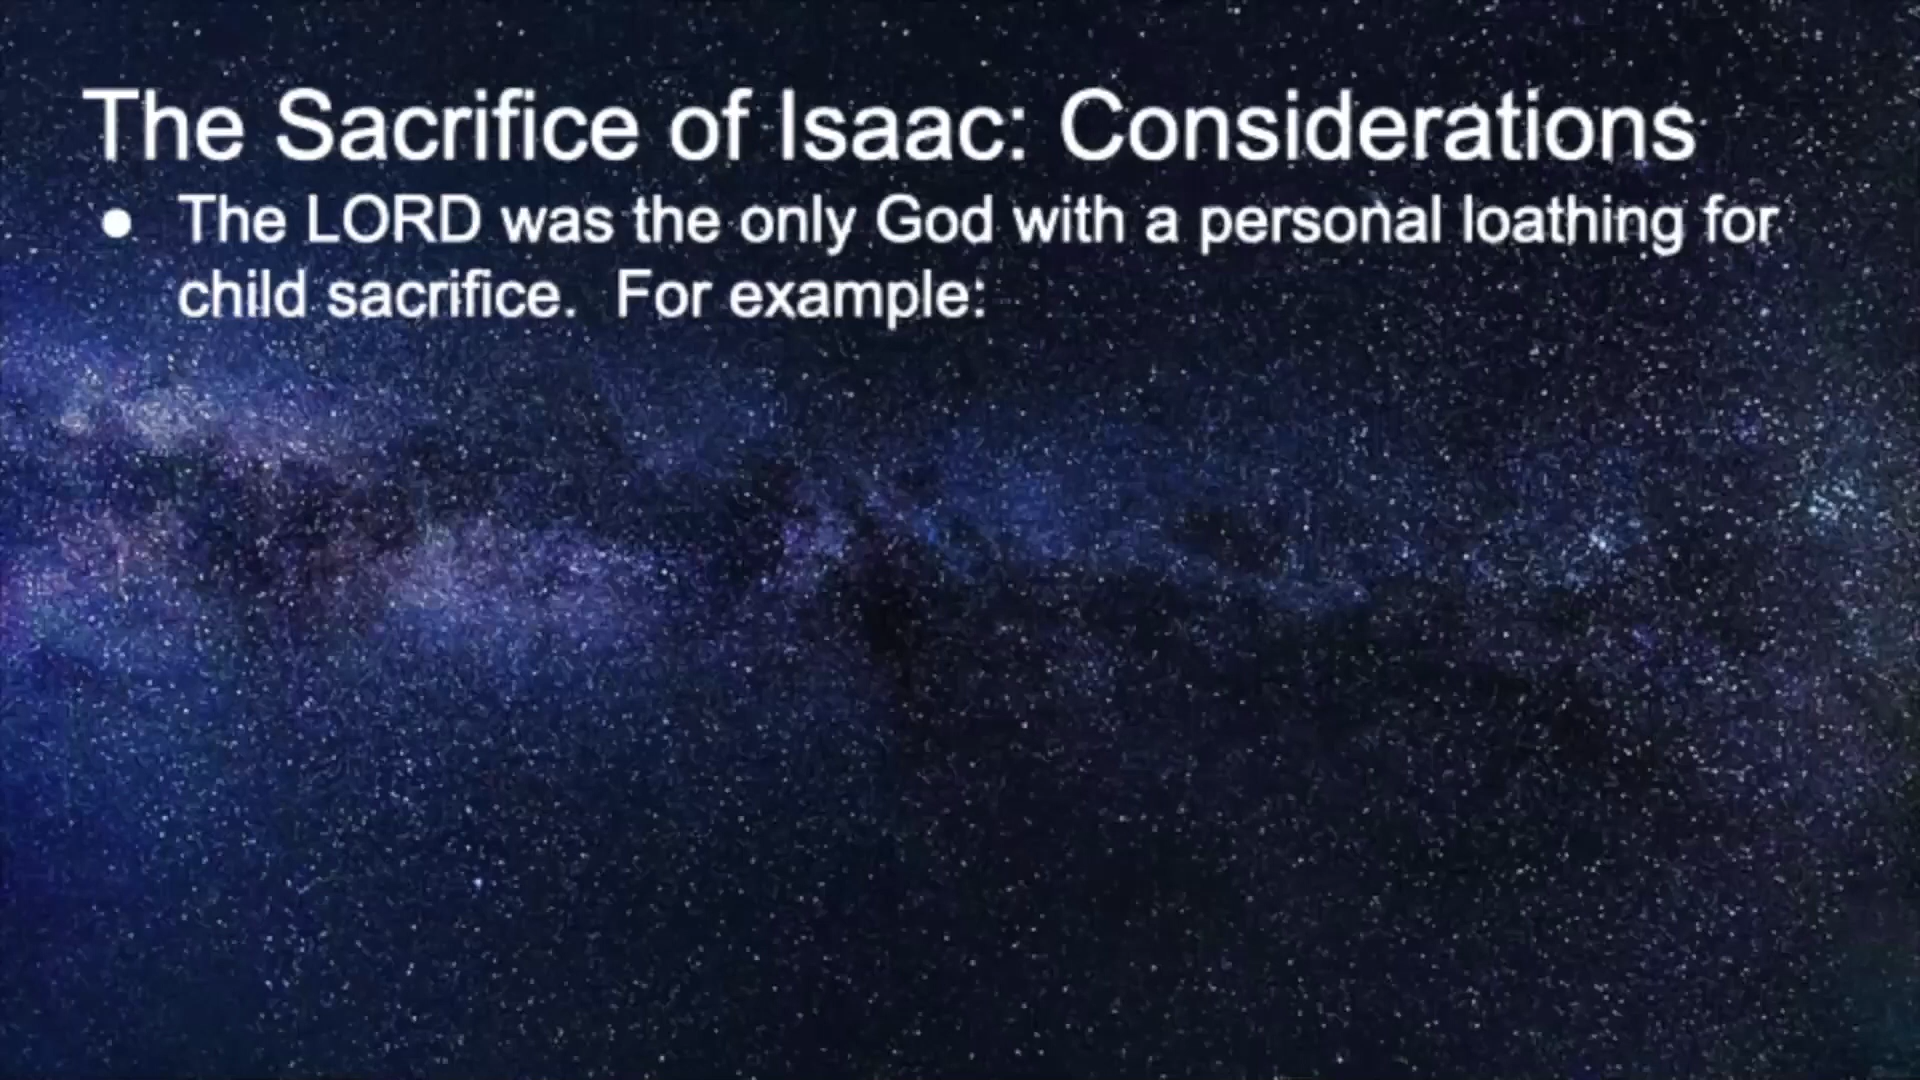 The Sacrifice of Isaac: Considerations
● The LORD was the only God with a personal loathing for
child sacrifice.  For example: